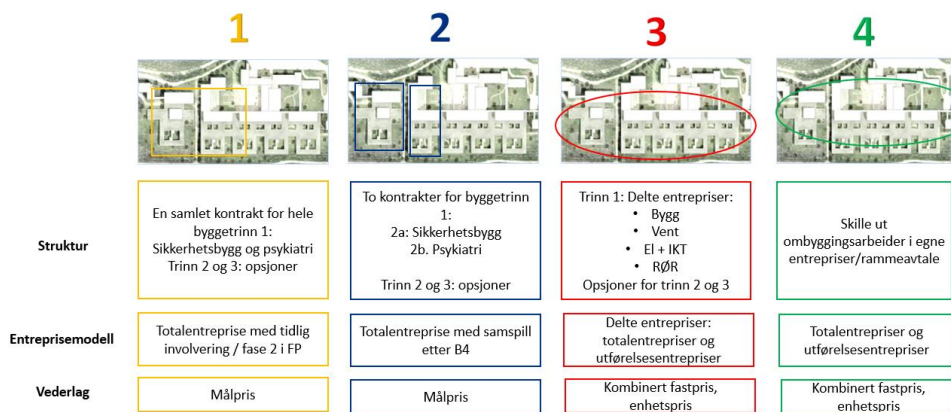 1
2
3
4
Struktur
En samlet kontrakt for hele
byggetrinn 1:
Sikkerhetsbygg og psykiatri
Trinn 2 og 3: opsjoner
To kontrakter for byggetrinn
1:
2a: Sikkerhetsbygg
2b. Psykiatri
Trinn 2 og 3: opsjoner
Trinn 1: Delte entrepriser:
• Bygg
• Vent
• El + IKT
• RØR
Opsjoner for trinn 2 og 3
Skille ut
ombyggingsarbeider i egne
entrepriser/rammeavtale
Entreprisemodell
Totalentreprise med tidlig
involvering / fase 2 i FP
Totalentreprise med samspill
etter B4
Delte entrepriser:
totalentrepriser og
utførelsesentrepriser
Totalentrepriser og
utførelsesentrepriser
Vederlag
Målpris
Målpris
Kombinert fastpris,
enhetspris
Kombinert fastpris,
enhetspris